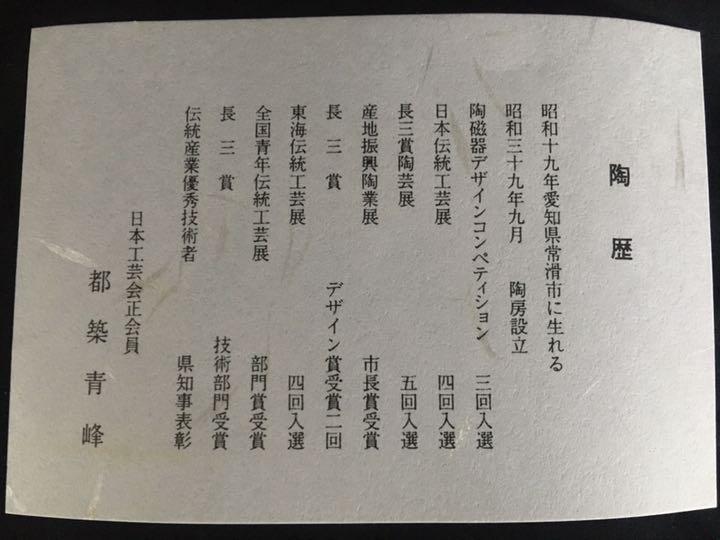 陶歴
昭和十九年愛知県常滑市に生れる
昭和三十九年九月 陶房設立
陶磁器デザインコンペティション 三回入選
日本伝統工芸展 四回入選
長三賞陶芸展 五回入選
産地振興陶業展 市長賞受賞
長三賞 デザイン賞受賞二回
東海伝統工芸展 四回入選
全国青年伝統工芸展 部門賞受賞
長三賞 技術部門受賞
伝統産業優秀技術者 県知事表彰
日本工芸会正会員
都築青峰